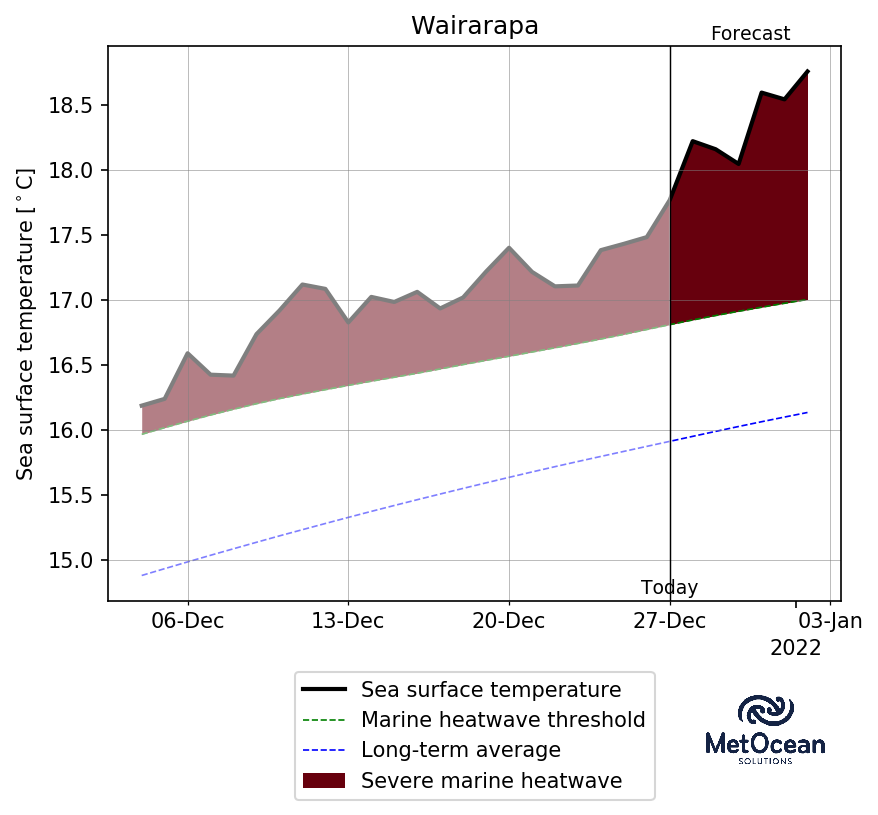 Wairarapa
Forecast
Sea surface temperature [°C]
18.5
18.0
17.5
17.0
16.5
16.0
15.5
15.0
Today
06-Dec 13-Dec 20-Dec 27-Dec 03-Jan
2022
Sea surface temperature
Marine heatwave threshold
Long-term average
Severe marine heatwave
MetOcean
SOLUTIONS